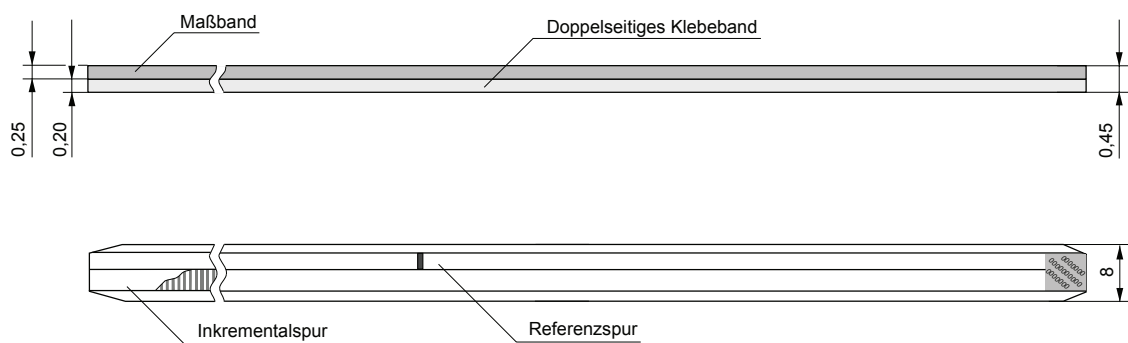 Maßband
Doppelseitiges Klebeband
0,25
0,20
0,45
8
Inkrementalspur
Referenzspur